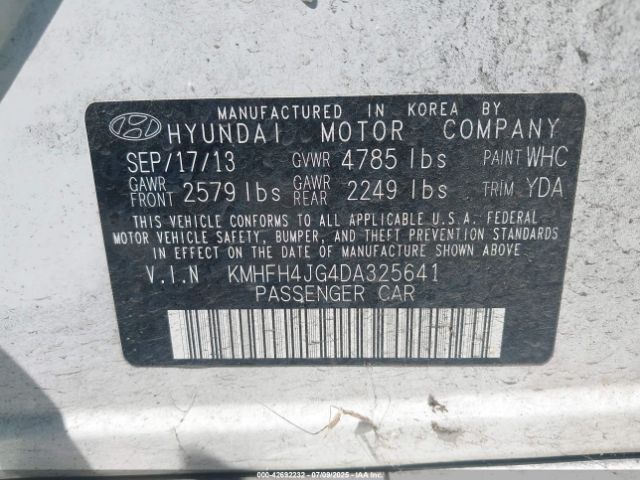 MANUFACTURED IN KOREA BY
HYUNDAI MOTOR COMPANY
SEP/17/13 GVWR 4785 lbs PAINT WHC
GAWR FRONT 2579 lbs GAWR REAR 2249 lbs TRIM YDA
THIS VEHICLE CONFORMS TO ALL APPLICABLE U.S.A. FEDERAL
MOTOR VEHICLE SAFETY, BUMPER, AND THEFT PREVENTION STANDARDS
IN EFFECT ON THE DATE OF MANUFACTURE SHOWN ABOVE.
V.I.N KMHFH4JG4DA325641
PASSENGER CAR
000-42692232 - 07/09/2025 - IAAI.COM